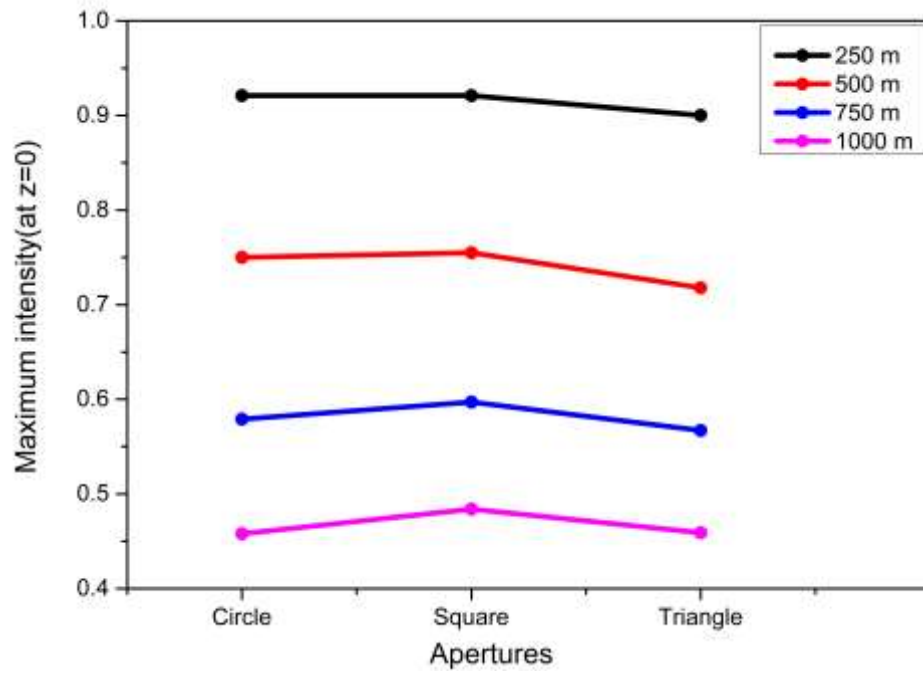 1.0
0.9
0.8
0.7
0.6
0.5
0.4
Maximum intensity(at z=0)
250 m
500 m
750 m
1000 m
Circle
Square
Triangle
Apertures